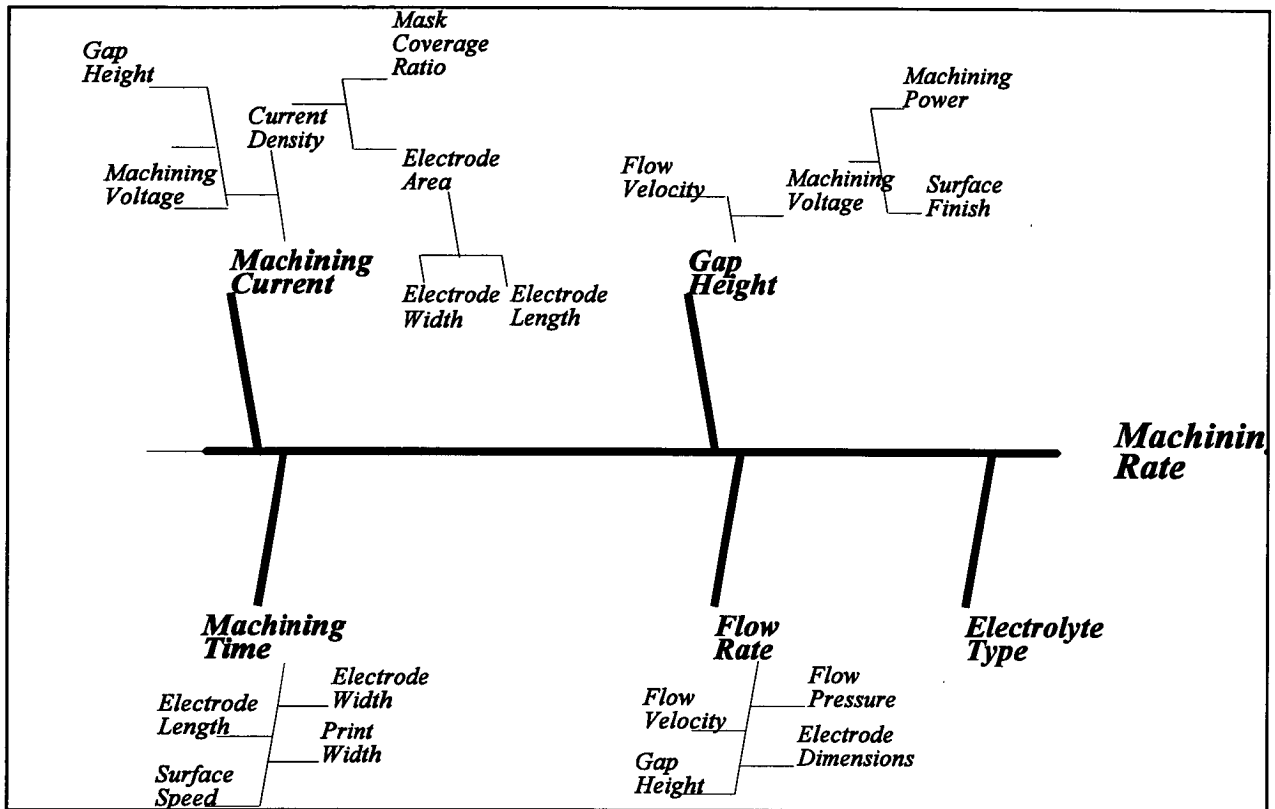 Mask
Coverage
Ratio
Gap
Height
Current
Density
Machining
Voltage
Electrode
Area
Machining
Current
Electrode
Width
Electrode
Length
Machining
Power
Flow
Velocity
Machining
Voltage
Surface
Finish
Gap
Height
Machinin
Rate
Machining
Time
Electrode
Width
Electrode
Length
Print
Width
Surface
Speed
Flow
Rate
Flow
Pressure
Flow
Velocity
Electrode
Dimensions
Gap
Height
Electrolyte
Type